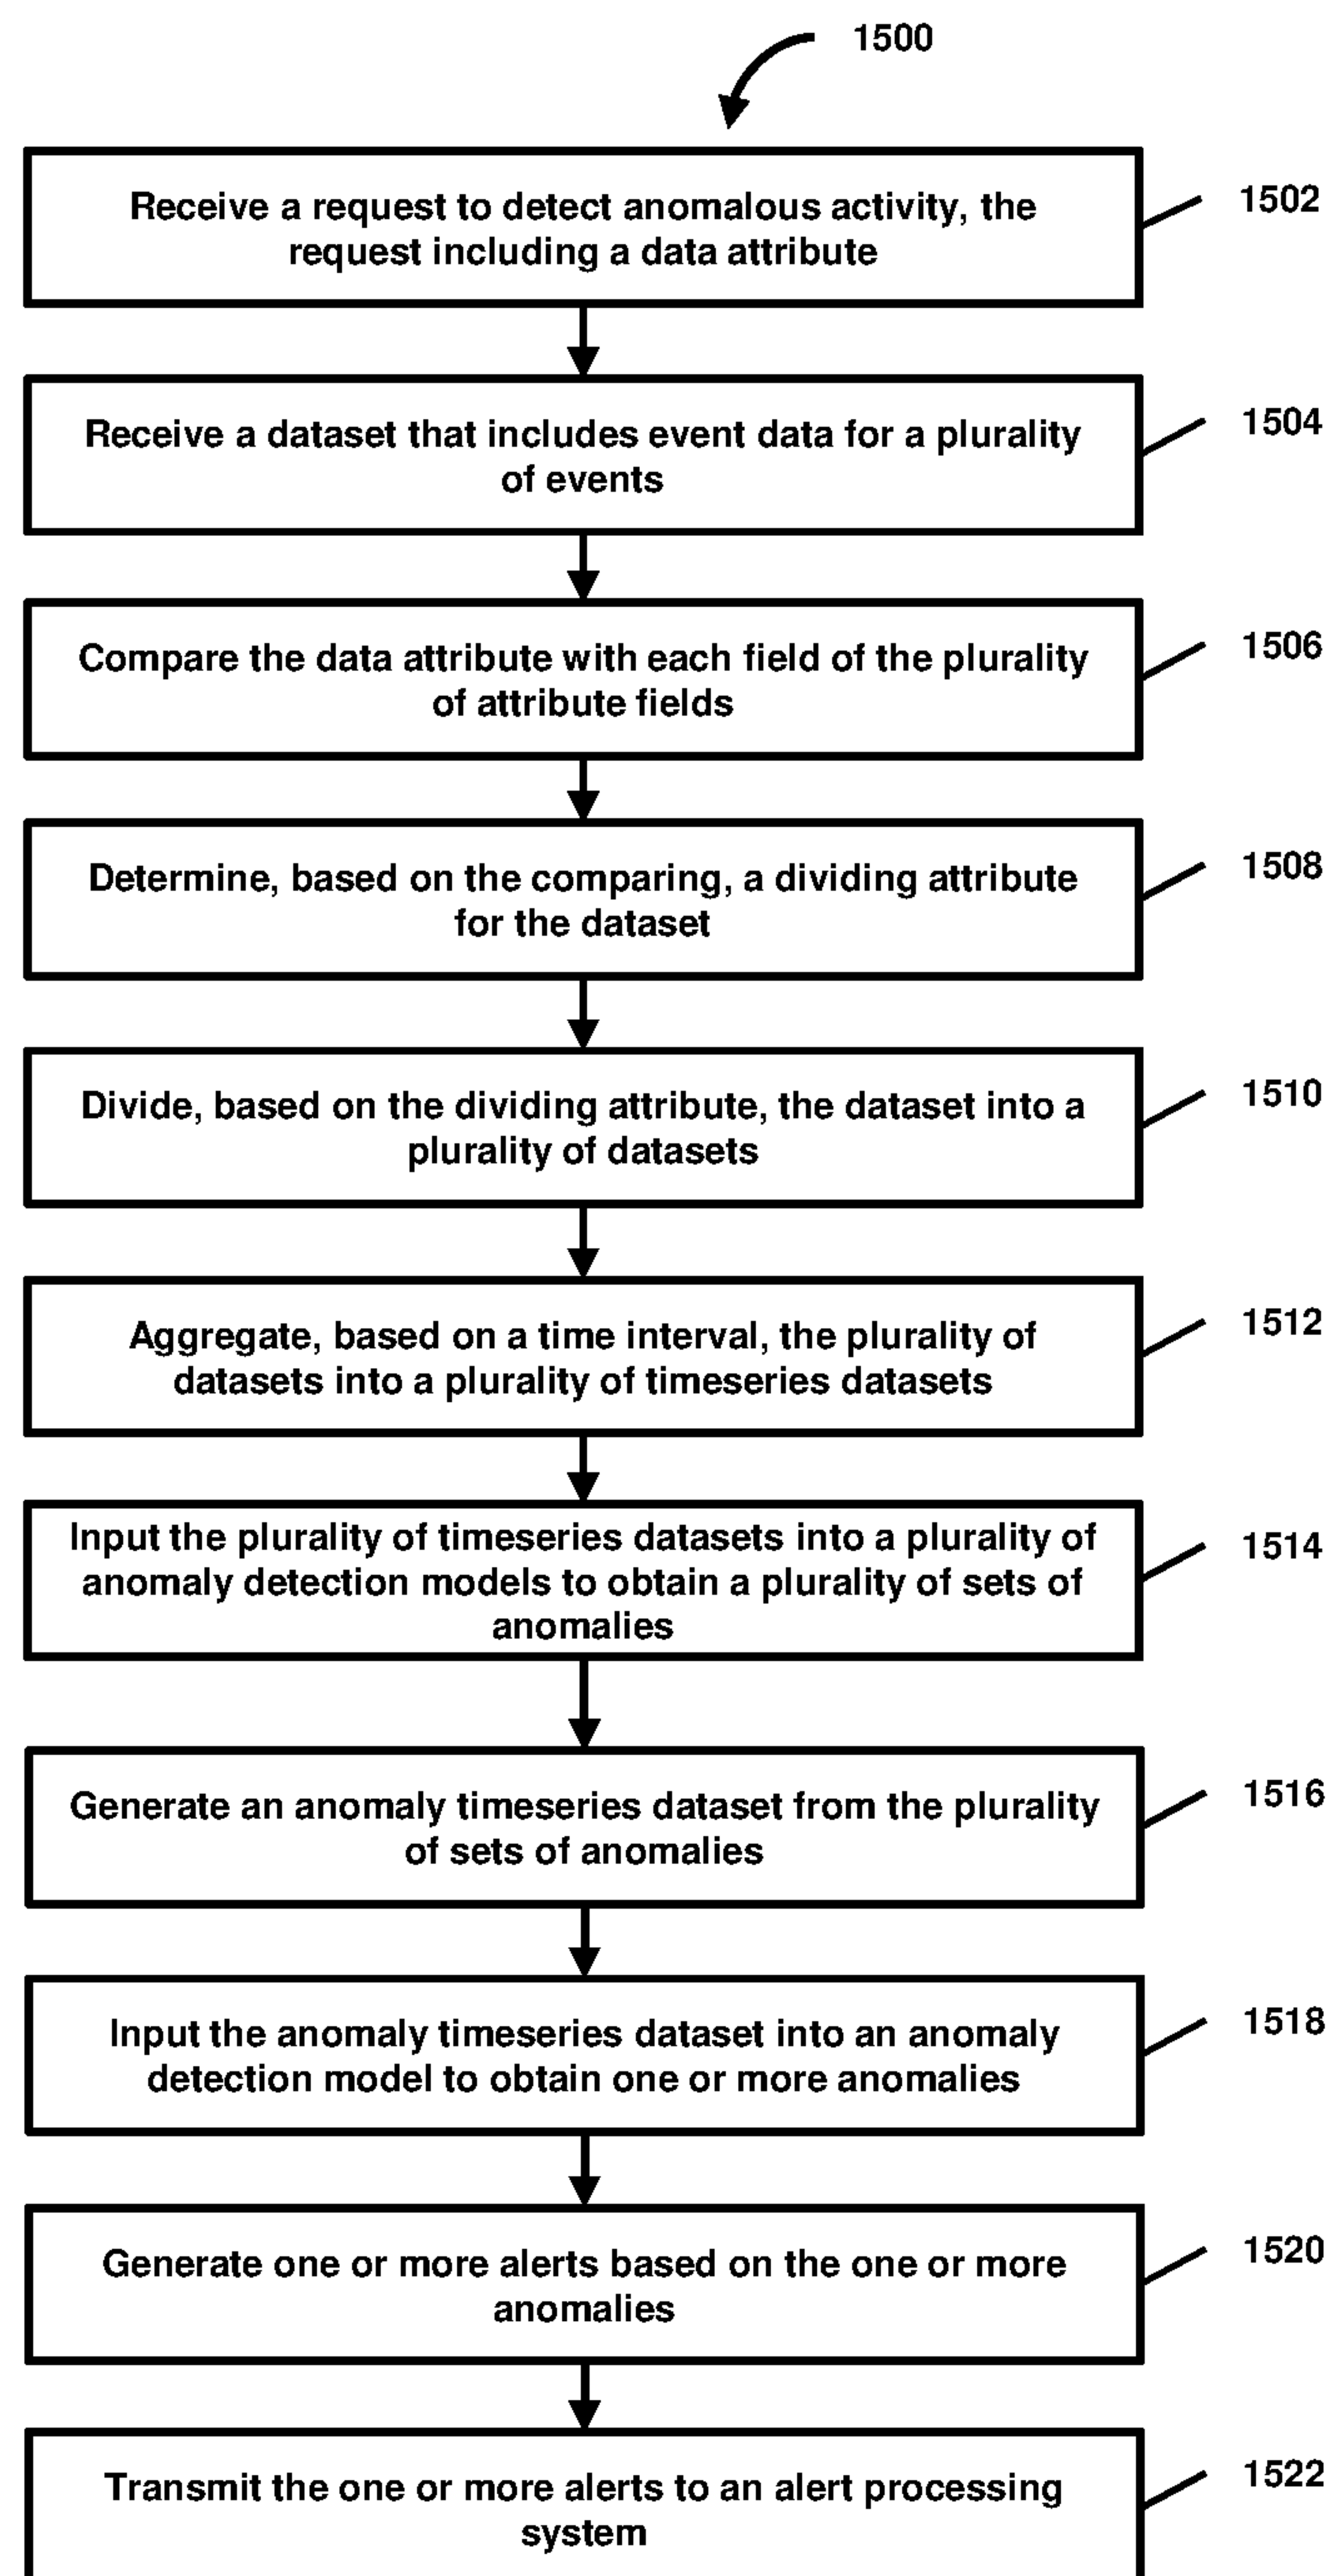 1500
Receive a request to detect anomalous activity, the
request including a data attribute
1502
Receive a dataset that includes event data for a plurality
of events
1504
Compare the data attribute with each field of the plurality
of attribute fields
1506
Determine, based on the comparing, a dividing attribute
for the dataset
1508
Divide, based on the dividing attribute, the dataset into a
plurality of datasets
1510
Aggregate, based on a time interval, the plurality of
datasets into a plurality of timeseries datasets
1512
Input the plurality of timeseries datasets into a plurality of
anomaly detection models to obtain a plurality of sets of
anomalies
1514
Generate an anomaly timeseries dataset from the plurality
of sets of anomalies
1516
Input the anomaly timeseries dataset into an anomaly
detection model to obtain one or more anomalies
1518
Generate one or more alerts based on the one or more
anomalies
1520
Transmit the one or more alerts to an alert processing
system
1522